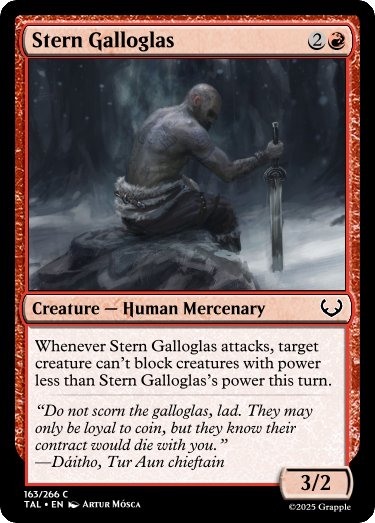 Stern Galloglas 2
Creature — Human Mercenary
Whenever Stern Galloglas attacks, target
creature can't block creatures with power
less than Stern Galloglas's power this turn.
“Do not scorn the galloglas, lad. They may
only be loyal to coin, but they know their
contract would die with you.”
—Dáitho, Tur Aun chieftain
3/2
163/266 C
TAL • EN Artur Mósca
©2025 Grapple